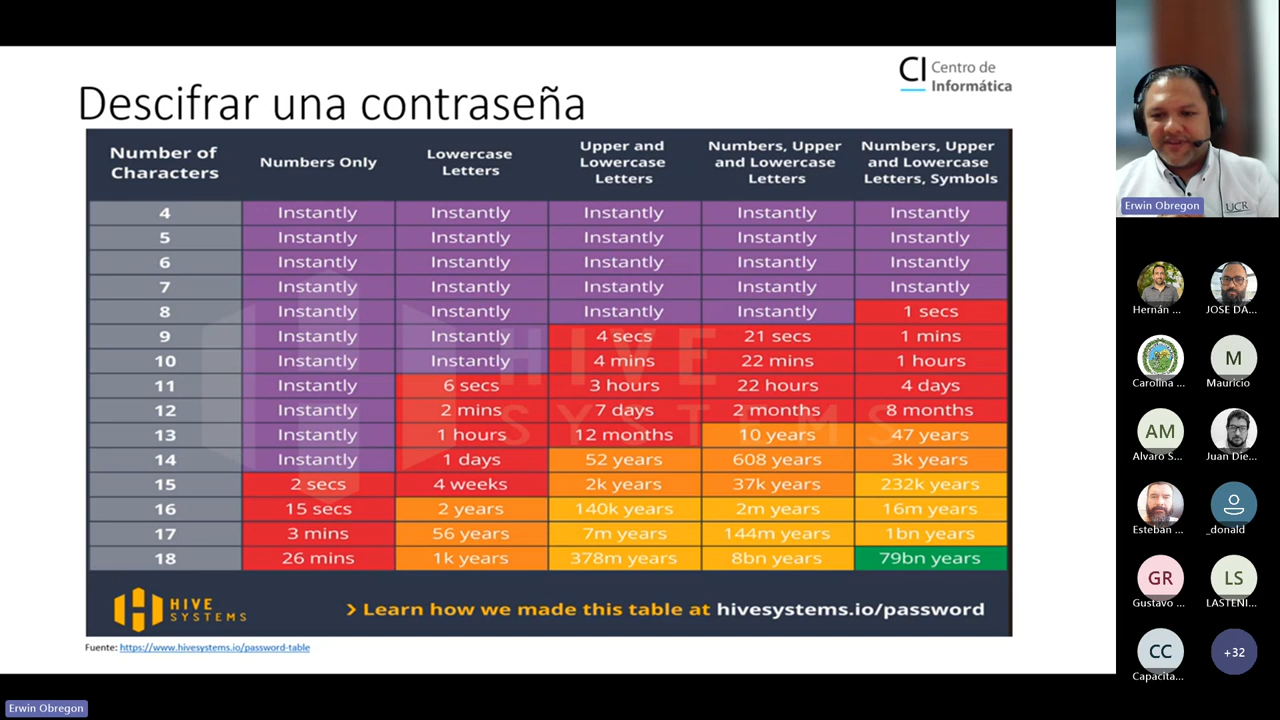 CI Centro de
Informática
Descifrar una contraseña
Number of
Characters
Numbers Only
Lowercase
Letters
Upper and
Lowercase
Letters
Numbers, Upper
and Lowercase
Letters
Numbers, Upper
and Lowercase
Letters, Symbols
4 Instantly Instantly Instantly Instantly Instantly
5 Instantly Instantly Instantly Instantly Instantly
6 Instantly Instantly Instantly Instantly Instantly
7 Instantly Instantly Instantly Instantly Instantly
8 Instantly Instantly Instantly Instantly 1 secs
9 Instantly Instantly 4 secs 21 secs 1 mins
10 Instantly Instantly 4 mins 22 mins 1 hours
11 Instantly 6 secs 3 hours 22 hours 4 days
12 Instantly 2 mins 7 days 2 months 8 months
13 Instantly 1 hours 12 months 10 years 47 years
14 Instantly 1 days 52 years 608 years 3k years
15 2 secs 4 weeks 2k years 37k years 232k years
16 15 secs 2 years 140k years 2m years 16m years
17 3 mins 56 years 7m years 144m years 1bn years
18 26 mins 1k years 378m years 8bn years 79bn years
HIVE
SYSTEMS
HIVE
SYSTEMS
> Learn how we made this table at hivesystems.io/password
Fuente: https://www.hivesystems.io/password-table
UCR
Erwin Obregon
Hernán ...
JOSE DA...
Carolina ...
M
Mauricio
AM
Alvaro S...
Juan Die...
Esteban ...
_donald
GR
Gustavo ...
LS
LASTENI...
CC
Capacita...
+32
Erwin Obregon